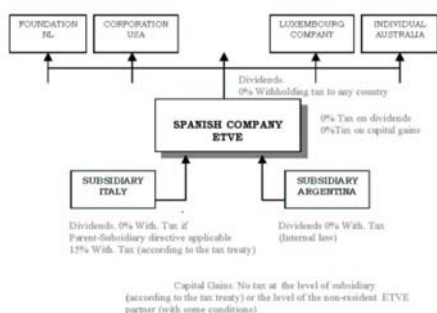 FOUNDATION
NL
CORPORATION
USA
LUXEMBOURG
COMPANY
INDIVIDUAL
AUSTRALIA
Dividends.
0% Withholding tax to any country
SPANISH COMPANY
ETVE
0% Tax on dividends
0%Tax on capital gains
SUBSIDIARY
ITALY
SUBSIDIARY
ARGENTINA
Dividends. 0% With. Tax if
Parent-Subsidiary directive applicable
15% With. Tax (according to the tax treaty)
Dividends 0% With. Tax
(Internal law)
Capital Gains. No tax at the level of subsidiary
(according to the tax treaty) or the level of the non-resident ETVE
partner (with some conditions)